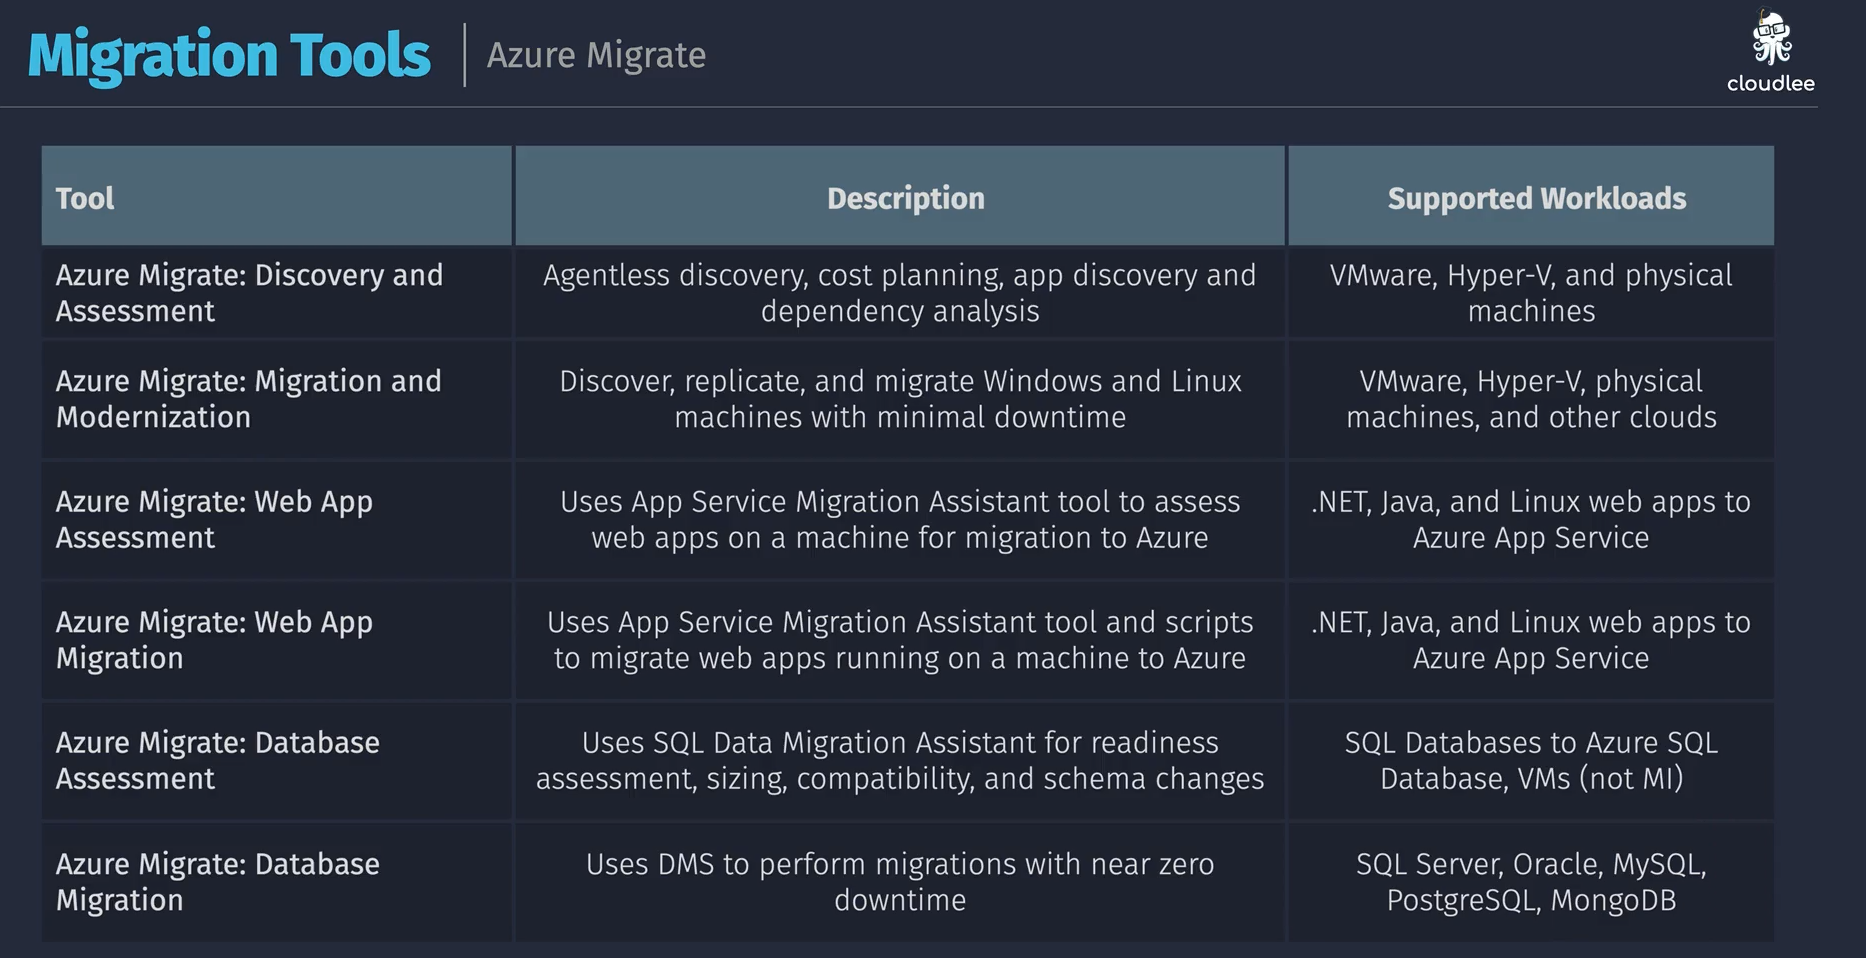 Migration Tools
Azure Migrate
cloudlee
Tool
Description
Supported Workloads
Azure Migrate: Discovery and
Assessment
Agentless discovery, cost planning, app discovery and
dependency analysis
VMware, Hyper-V, and physical
machines
Azure Migrate: Migration and
Modernization
Discover, replicate, and migrate Windows and Linux
machines with minimal downtime
VMware, Hyper-V, physical
machines, and other clouds
Azure Migrate: Web App
Assessment
Uses App Service Migration Assistant tool to assess
web apps on a machine for migration to Azure
.NET, Java, and Linux web apps to
Azure App Service
Azure Migrate: Web App
Migration
Uses App Service Migration Assistant tool and scripts
to migrate web apps running on a machine to Azure
.NET, Java, and Linux web apps to
Azure App Service
Azure Migrate: Database
Assessment
Uses SQL Data Migration Assistant for readiness
assessment, sizing, compatibility, and schema changes
SQL Databases to Azure SQL
Database, VMs (not MI)
Azure Migrate: Database
Migration
Uses DMS to perform migrations with near zero
downtime
SQL Server, Oracle, MySQL,
PostgreSQL, MongoDB